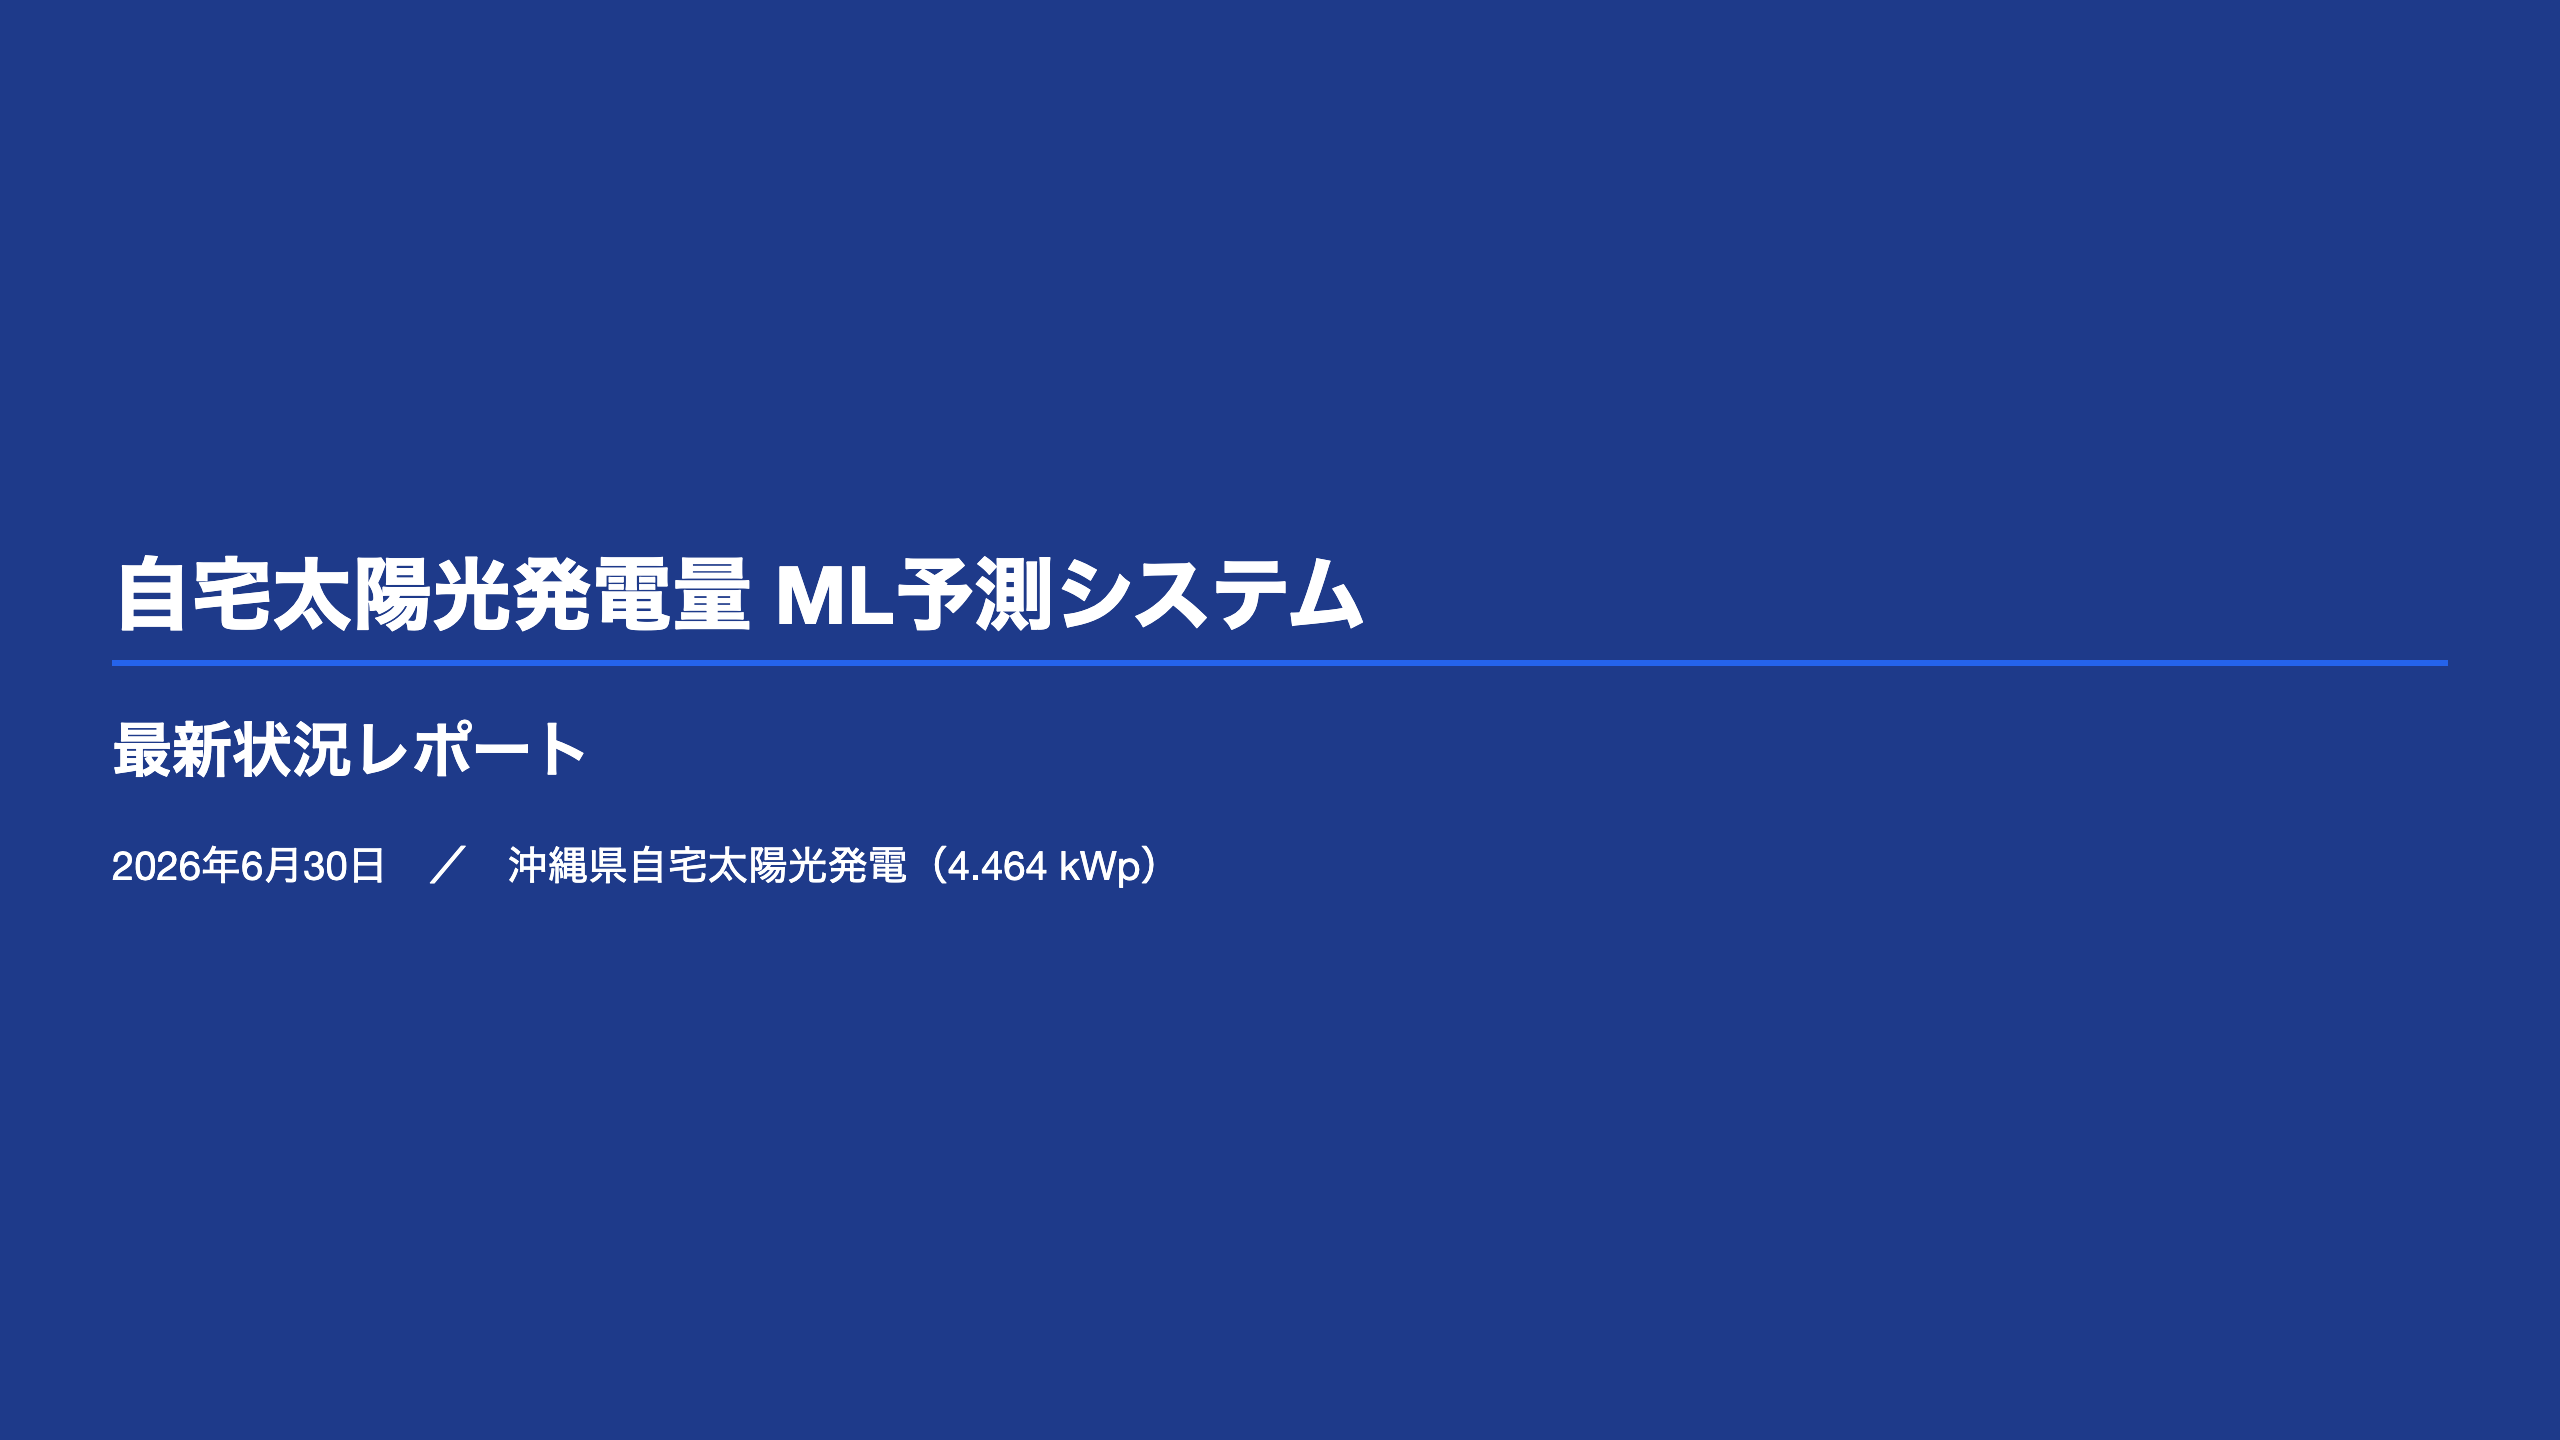 自宅太陽光発電量 ML予測システム
最新状況レポート
2026年6月30日　／　沖縄県自宅太陽光発電（4.464 kWp）